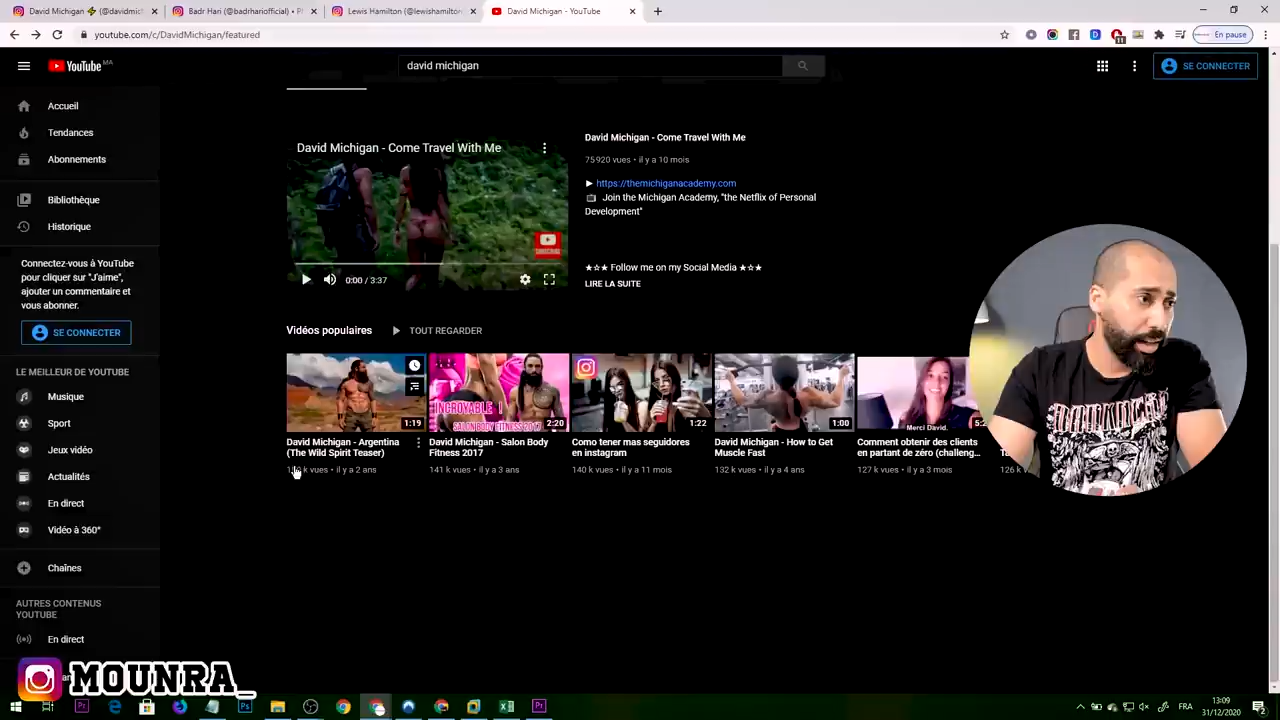 David Michigan ⚡ (@davidmic
Badr Hari (@badrhariofficial) • Ph
Lewis Hamilton (@lewishamilton
David Michigan - YouTube
youtube.com/c/DavidMichigan/featured
11
En pause
YouTube MA
david michigan
SE CONNECTER
Accueil
Tendances
Abonnements
Bibliothèque
Historique
Connectez-vous à YouTube
pour cliquer sur "J'aime",
ajouter un commentaire et
vous abonner.
SE CONNECTER
LE MEILLEUR DE YOUTUBE
Musique
Sport
Jeux vidéo
Actualités
En direct
Vidéo à 360°
Chaînes
AUTRES CONTENUS
YOUTUBE
En direct
David Michigan - Come Travel With Me
0:00 / 3:37
David Michigan - Come Travel With Me
75 920 vues • il y a 10 mois
► https://themichiganacademy.com
Join the Michigan Academy, "the Netflix of Personal
Development"
★☆★ Follow me on my Social Media ★☆★
LIRE LA SUITE
Vidéos populaires
TOUT REGARDER
1:19
David Michigan - Argentina
(The Wild Spirit Teaser)
k vues • il y a 2 ans
INCROYABLE !
SALON BODY FITNESS 2017
2:20
David Michigan - Salon Body
Fitness 2017
141 k vues • il y a 3 ans
1:22
Como tener mas seguidores
en instagram
140 k vues • il y a 11 mois
1:00
David Michigan - How to Get
Muscle Fast
132 k vues • il y a 4 ans
Merci David.
5:2
Comment obtenir des clients
en partant de zéro (challeng...
127 k vues • il y a 3 mois
126 k
MOUNRA_
FRA
13:09
31/12/2020
2